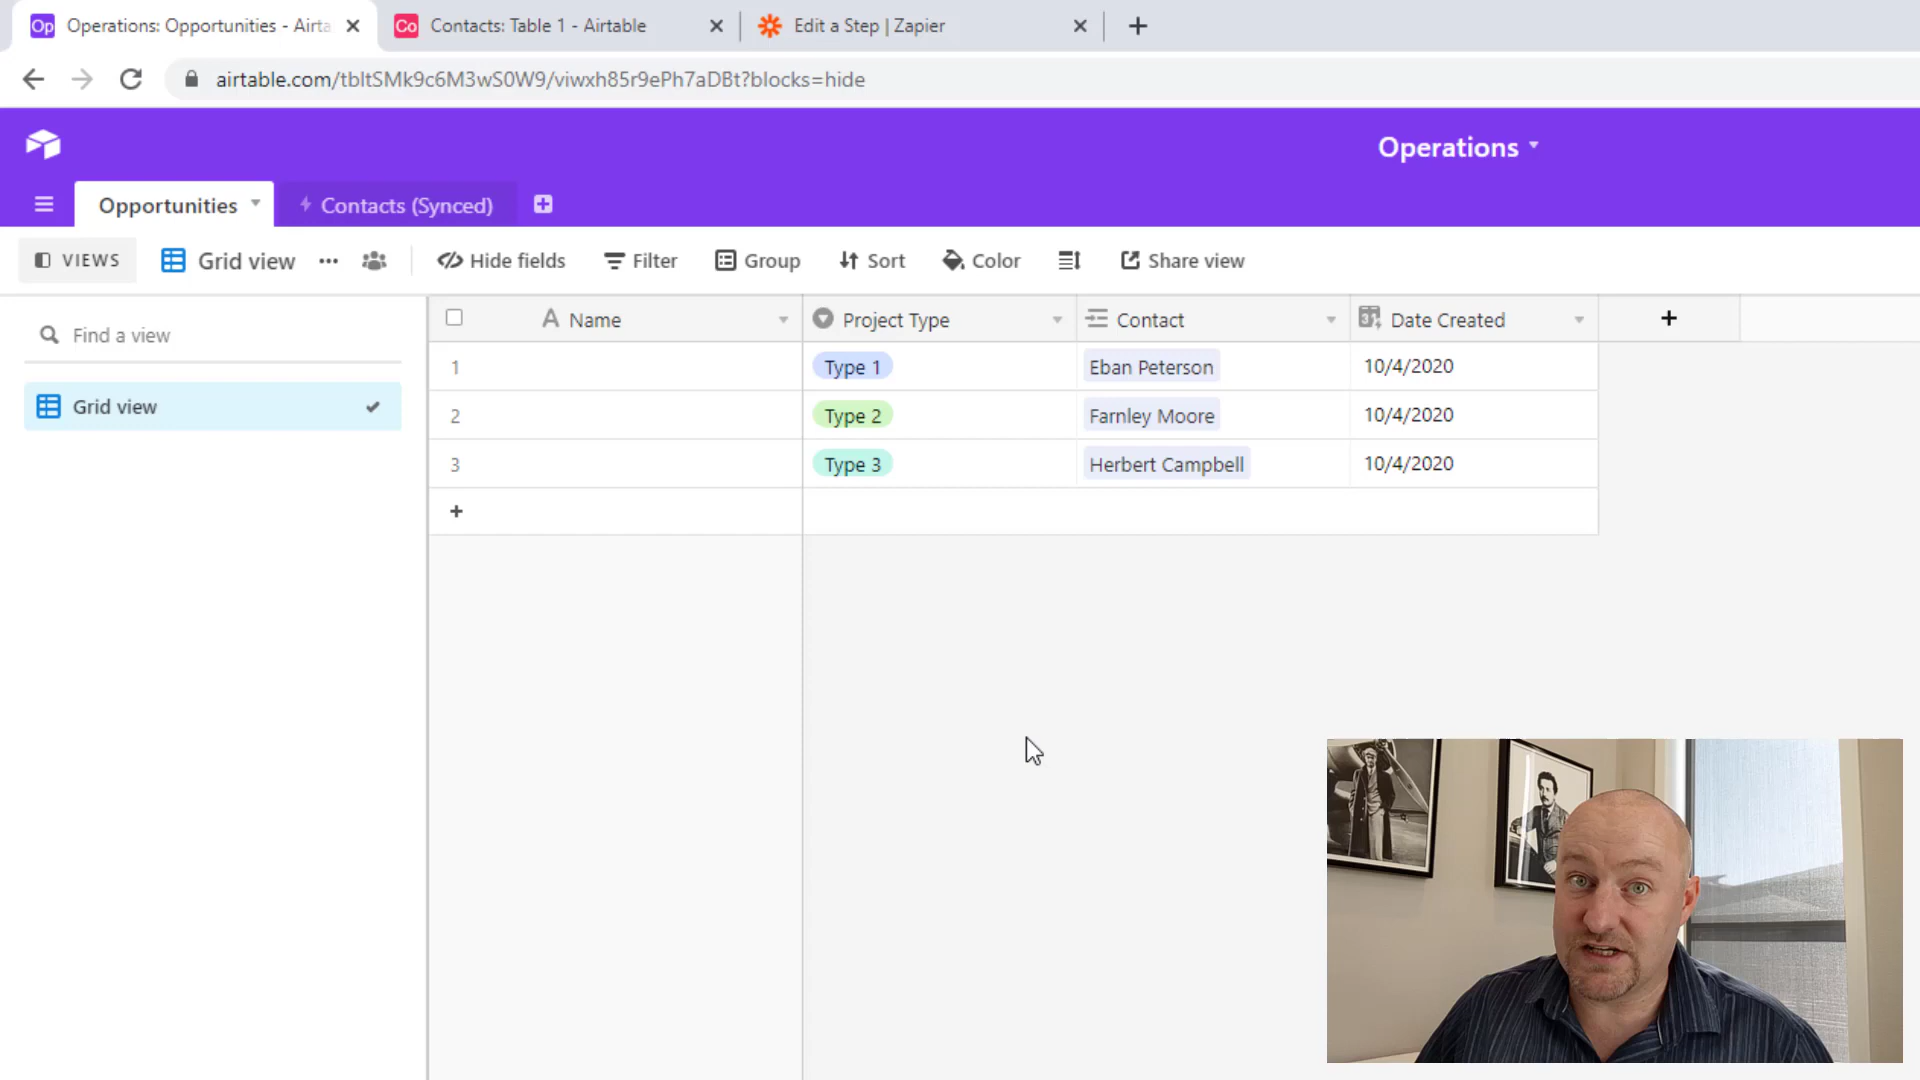 Op Operations: Opportunities - Airta
Co Contacts: Table 1 - Airtable
Edit a Step | Zapier
airtable.com/tbltSMk9c6M3wS0W9/viwxh85r9ePh7aDBt?blocks=hide
Operations
Opportunities
Contacts (Synced)
VIEWS
Grid view
Hide fields
Filter
Group
Sort
Color
Share view
Find a view
Grid view
A Name
Project Type
Contact
31 Date Created
1 Type 1 Eban Peterson 10/4/2020
2 Type 2 Farnley Moore 10/4/2020
3 Type 3 Herbert Campbell 10/4/2020